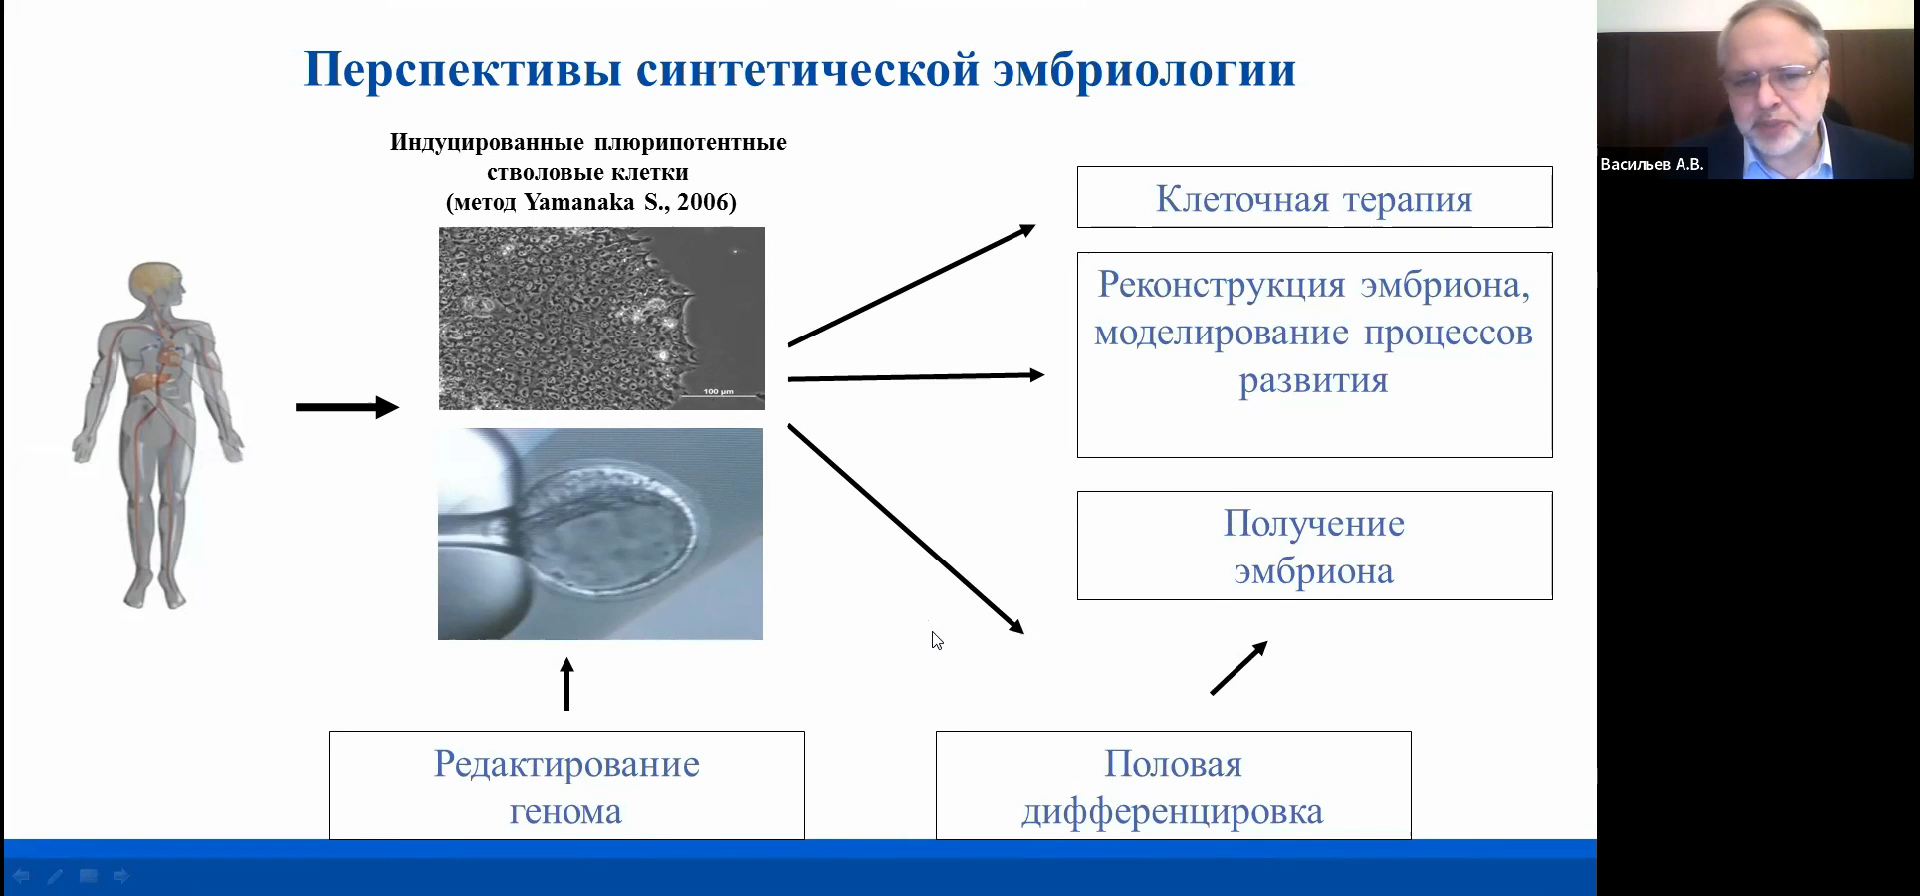 Перспективы синтетической эмбриологии
Индуцированные плюрипотентные
стволовые клетки
(метод Yamanaka S., 2006)
100 µm
Клеточная терапия
Реконструкция эмбриона,
моделирование процессов
развития
Получение
эмбриона
Редактирование
генома
Половая
дифференцировка
Васильев А.В.